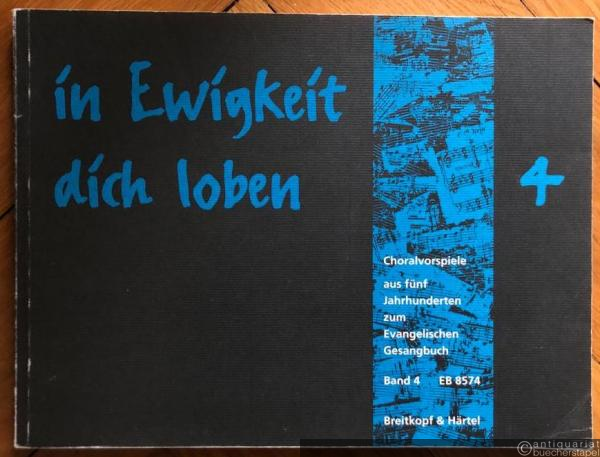 in Ewigkeit
dich loben
4
Choralvorspiele
aus fünf
Jahrhunderten
zum
Evangelischen
Gesangbuch
Band 4 EB 8574
Breitkopf & Härtel
antiquariat
buecherstapel